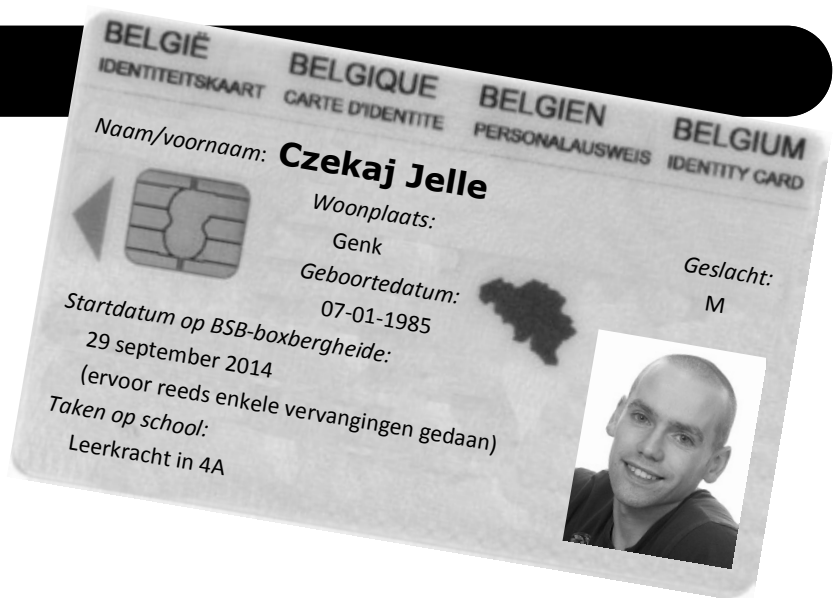 BELGIË
IDENTITEITSKAART
BELGIQUE
CARTE D'IDENTITE
BELGIEN
PERSONALAUSWEIS
BELGIUM
IDENTITY CARD
Naam/voornaam: Czekaj Jelle
Woonplaats:
Genk
Geslacht:
M
Geboortedatum:
07-01-1985
Startdatum op BSB-boxbergheide:
29 september 2014
(ervoor reeds enkele vervangingen gedaan)
Taken op school:
Leerkracht in 4A